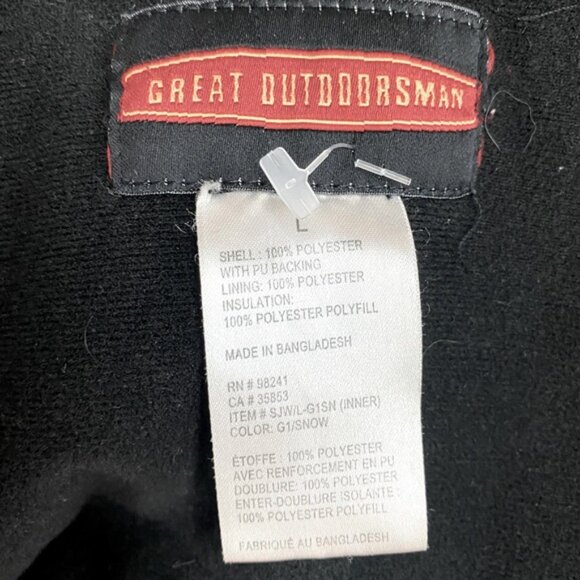 GREAT OUTDOORSMAN
L
SHELL : 100% POLYESTER
WITH PU BACKING
LINING: 100% POLYESTER
INSULATION:
100% POLYESTER POLYFILL
MADE IN BANGLADESH
RN # 98241
CA # 35853
ITEM # SJW/L-G1SN (INNER)
COLOR: G1/SNOW
ÉTOFFE : 100% POLYESTER
AVEC RENFORCEMENT EN PU
DOUBLURE: 100% POLYESTER
ENTER-DOUBLURE ISOLANTE :
100% POLYESTER POLYFILL
FABRIQUÉ AU BANGLADESH